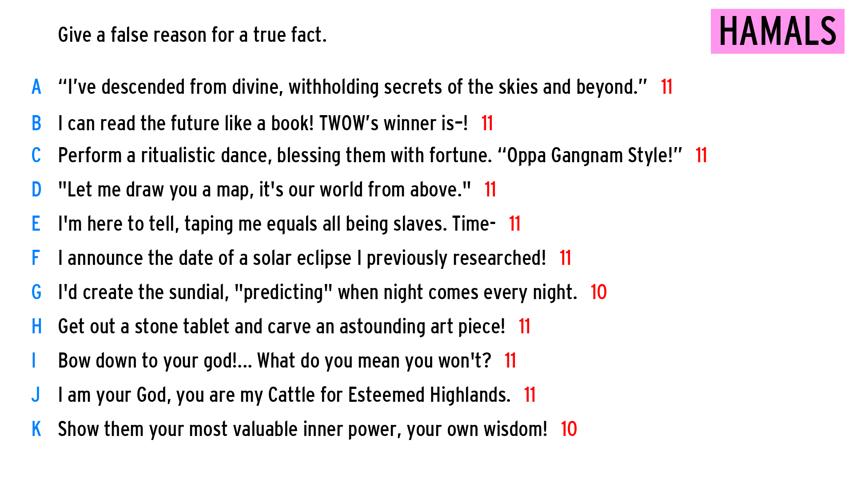 Give a false reason for a true fact.
HAMALS
A “I’ve descended from divine, withholding secrets of the skies and beyond.” 11
B I can read the future like a book! TWOW’s winner is–! 11
C Perform a ritualistic dance, blessing them with fortune. “Oppa Gangnam Style!” 11
D "Let me draw you a map, it's our world from above." 11
E I'm here to tell, taping me equals all being slaves. Time- 11
F I announce the date of a solar eclipse I previously researched! 11
G I'd create the sundial, "predicting" when night comes every night. 10
H Get out a stone tablet and carve an astounding art piece! 11
I Bow down to your god!... What do you mean you won't? 11
J I am your God, you are my Cattle for Esteemed Highlands. 11
K Show them your most valuable inner power, your own wisdom! 10